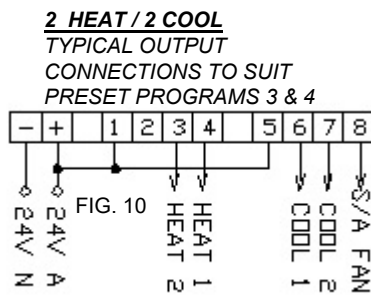 2 HEAT / 2 COOL
TYPICAL OUTPUT
CONNECTIONS TO SUIT
PRESET PROGRAMS 3 & 4
- + 1 2 3 4 5 6 7 8
FIG. 10
24V N
24V A
HEAT 2
HEAT 1
COOL 1
COOL 2
S/A FAN